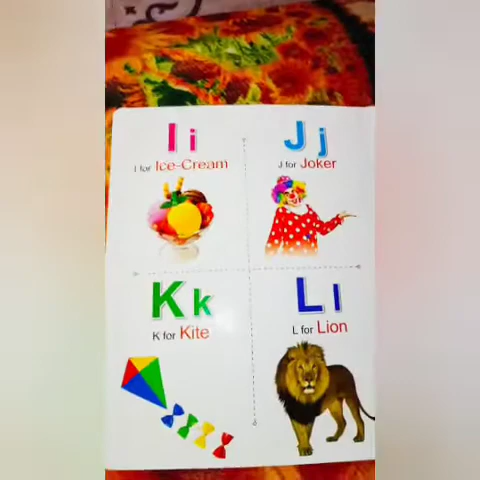 I i
I for Ice-Cream
J j
J for Joker
K k
K for Kite
L l
L for Lion